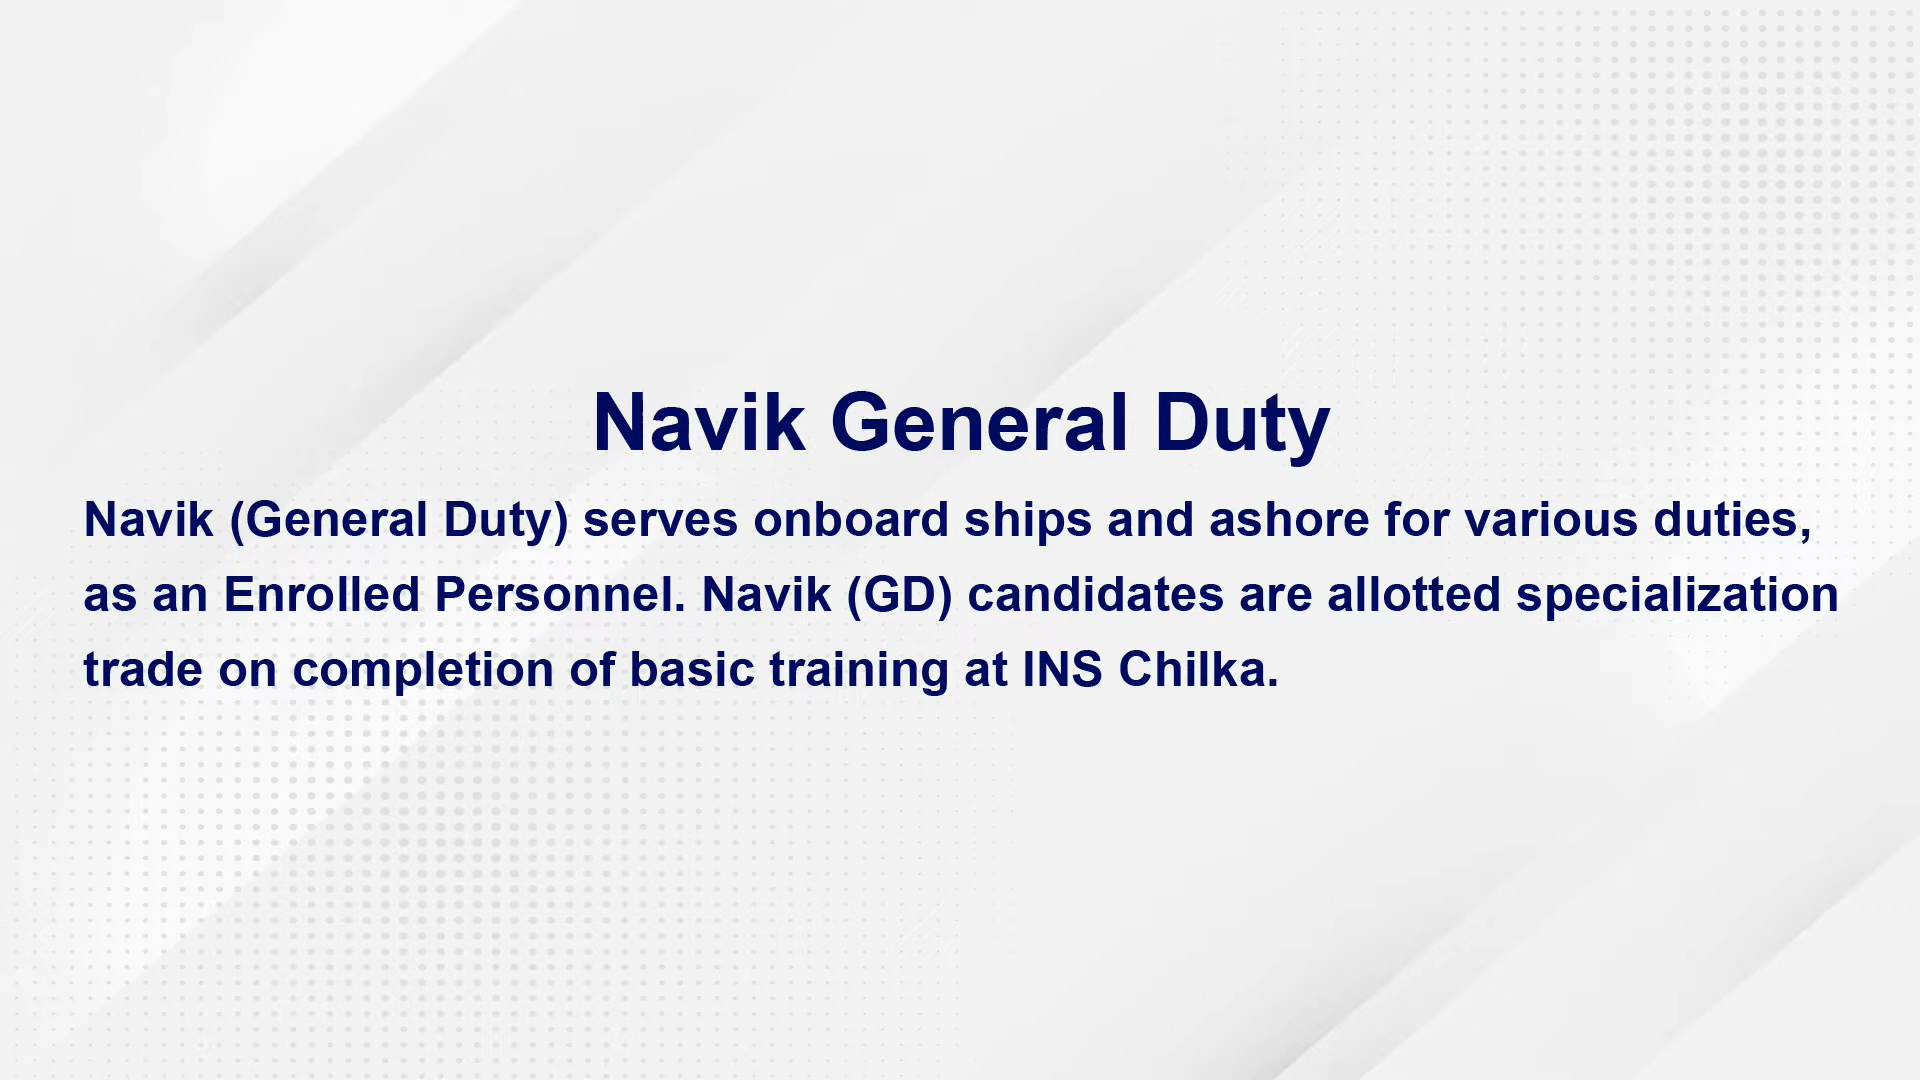 Navik General Duty
Navik (General Duty) serves onboard ships and ashore for various duties,
as an Enrolled Personnel. Navik (GD) candidates are allotted specialization
trade on completion of basic training at INS Chilka.